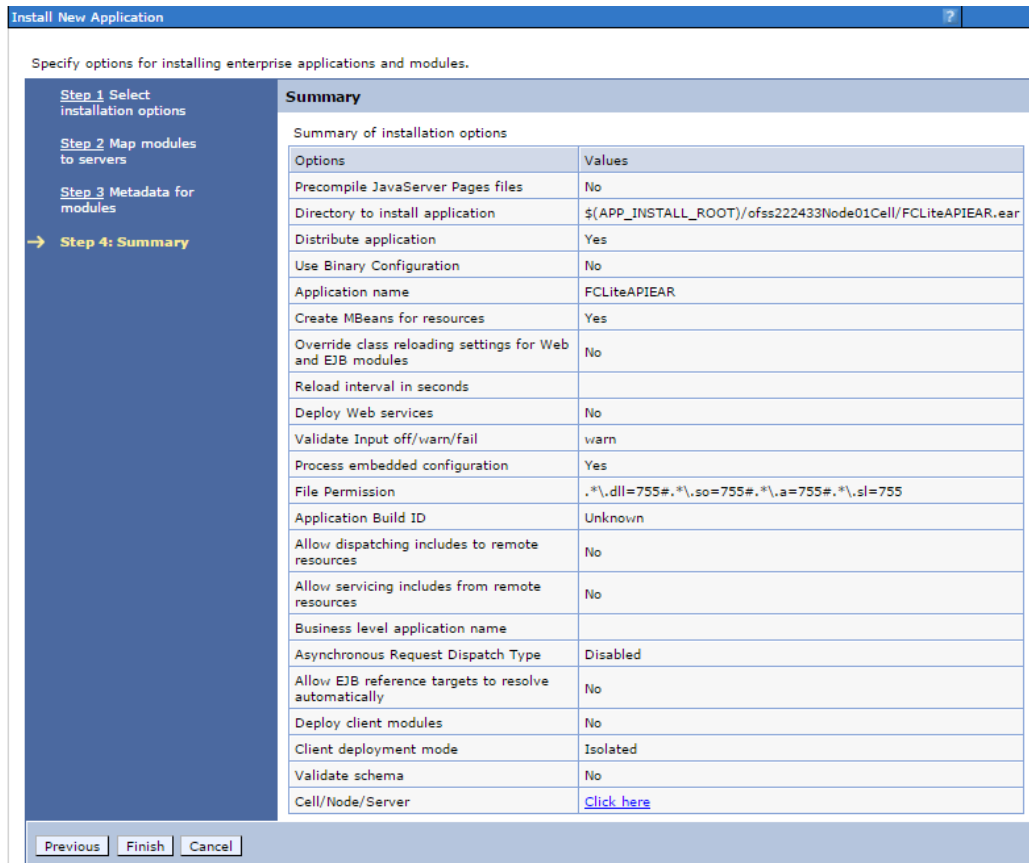 Install New Application
?
Specify options for installing enterprise applications and modules.
Step 1 Select
installation options
Step 2 Map modules
to servers
Step 3 Metadata for
modules
Step 4: Summary
Summary
Summary of installation options
Options Values
Precompile JavaServer Pages files No
Directory to install application $(APP_INSTALL_ROOT)/ofss222433Node01Cell/FCLiteAPIEAR.ear
Distribute application Yes
Use Binary Configuration No
Application name FCLiteAPIEAR
Create MBeans for resources Yes
Override class reloading settings for Web
and EJB modules No
Reload interval in seconds
Deploy Web services No
Validate Input off/warn/fail warn
Process embedded configuration Yes
File Permission .*\.dll=755#.*\.so=755#.*\.a=755#.*\.sl=755
Application Build ID Unknown
Allow dispatching includes to remote
resources No
Allow servicing includes from remote
resources No
Business level application name
Asynchronous Request Dispatch Type Disabled
Allow EJB reference targets to resolve
automatically No
Deploy client modules No
Client deployment mode Isolated
Validate schema No
Cell/Node/Server Click here
Previous Finish Cancel